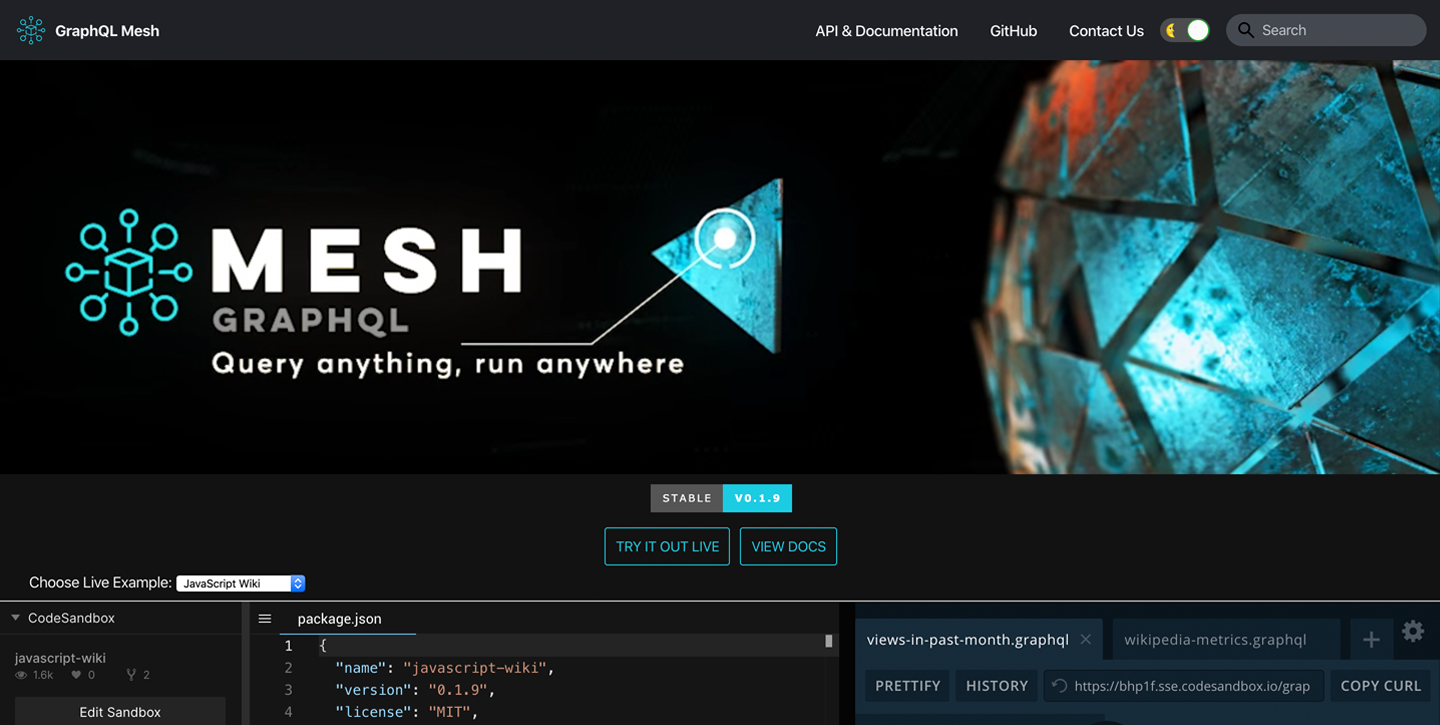 GraphQL Mesh
API & Documentation
GitHub
Contact Us
Search
MESH
GRAPHQL
Query anything, run anywhere
STABLE V0.1.9
TRY IT OUT LIVE
VIEW DOCS
Choose Live Example: JavaScript Wiki
CodeSandbox
javascript-wiki
1.6k 0 2
Edit Sandbox
package.json
1 {
2 "name": "javascript-wiki",
3 "version": "0.1.9",
4 "license": "MIT",
views-in-past-month.graphql
wikipedia-metrics.graphql
PRETTIFY
HISTORY
https://bhp1f.sse.codesandbox.io/grap
COPY CURL